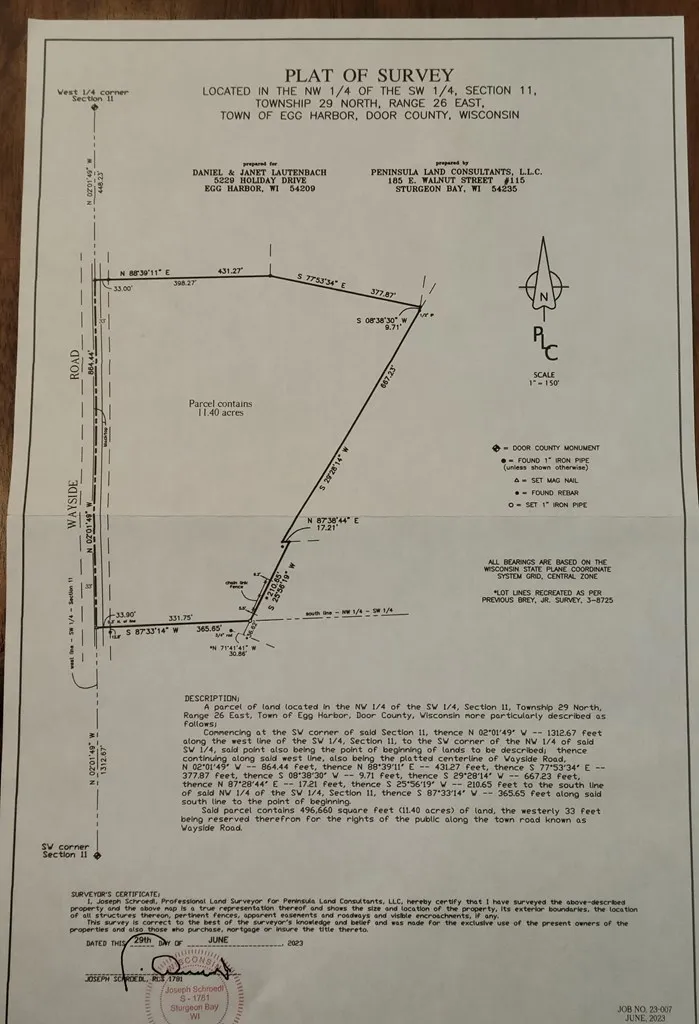 PLAT OF SURVEY
LOCATED IN THE NW 1/4 OF THE SW 1/4, SECTION 11,
TOWNSHIP 29 NORTH, RANGE 26 EAST,
TOWN OF EGG HARBOR, DOOR COUNTY, WISCONSIN
West 1/4 corner
Section 11
prepared for
DANIEL & JANET LAUTENBACH
5229 HOLIDAY DRIVE
EGG HARBOR, WI 54209
prepared by
PENINSULA LAND CONSULTANTS, L.L.C.
185 E. WALNUT STREET #115
STURGEON BAY, WI 54235
N 02°01'49" W
448.23'
N 88°39'11" E 431.27'
33.00' 398.27'
S 77°53'34" E 377.87'
S 08°38'30" W
9.71'
N
PLC
SCALE
1" = 150'
33'
ROAD
864.44'
667.23'
Parcel contains
11.40 acres
S 29°28'14" W
WAYSIDE
N 02°01'49" W
= DOOR COUNTY MONUMENT
= FOUND 1" IRON PIPE
(unless shown otherwise)
= SET MAG NAIL
= FOUND REBAR
= SET 1" IRON PIPE
N 87°38'44" E
17.21'
ALL BEARINGS ARE BASED ON THE
WISCONSIN STATE PLANE COORDINATE
SYSTEM GRID, CENTRAL ZONE
*LOT LINES RECREATED AS PER
PREVIOUS BREY, JR. SURVEY, 3-8725
chain link
fence
*210.65'
S 25°56'19" W
33'
33.90' 331.75'
S 87°33'14" W 365.65'
south line - NW 1/4 - SW 1/4
3/4" rod
*N 71°41'41" W
30.86'
west line - SW 1/4 - Section 11
N 02°01'49" W
1312.67'
SW corner
Section 11
DESCRIPTION;
A parcel of land located in the NW 1/4 of the SW 1/4, Section 11, Township 29 North,
Range 26 East, Town of Egg Harbor, Door County, Wisconsin more particularly described as
follows;
Commencing at the SW corner of said Section 11, thence N 02°01'49" W -- 1312.67 feet
along the west line of the SW 1/4, Section 11, to the SW corner of the NW 1/4 of said
SW 1/4, said point also being the point of beginning of lands to be described; thence
continuing along said west line, also being the platted centerline of Wayside Road,
N 02°01'49" W -- 864.44 feet, thence N 88°39'11" E -- 431.27 feet, thence S 77°53'34" E --
377.87 feet, thence S 08°38'30" W -- 9.71 feet, thence S 29°28'14" W -- 667.23 feet, thence
N 87°28'44" E -- 17.21 feet, thence S 25°56'19" W -- 210.65 feet to the south line
of said NW 1/4 of the SW 1/4, Section 11, thence S 87°33'14" W -- 365.65 feet along said
south line to the point of beginning.
Said parcel contains 496,660 square feet (11.40 acres) of land, the westerly 33 feet
being reserved therefrom for the rights of the public along the town road known as
Wayside Road.
SURVEYOR'S CERTIFICATE;
I, Joseph Schroedl, Professional Land Surveyor for Peninsula Land Consultants, LLC, hereby certify that I have surveyed the above-described
property and the above map is a true representation thereof and shows the size and location of the property, its exterior boundaries, the location
of all structures thereon, pertinent fences, apparent easements and roadways and visible encroachments, if any.
This survey is correct to the best of the surveyor's knowledge and belief and was made for the exclusive use of the present owners of the
properties and also those who purchase, mortgage or insure the title thereto.
DATED THIS 29th DAY OF JUNE, 2023
JOSEPH SCHROEDL, RLS 1781
WISCONSIN
Joseph Schroedl
S - 1781
Sturgeon Bay
WI
JOB NO. 23-007
JUNE, 2023